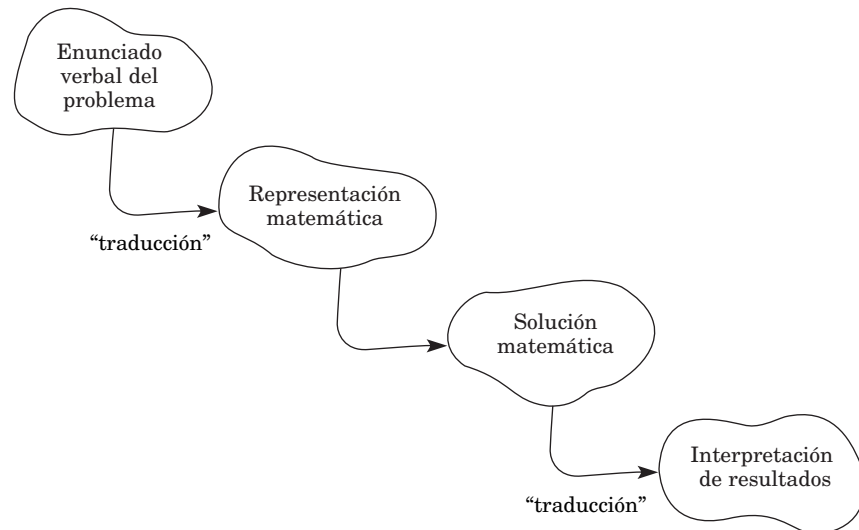 Enunciado
verbal del
problema
Representación
matemática
“traducción”
Solución
matemática
Interpretación
de resultados
“traducción”